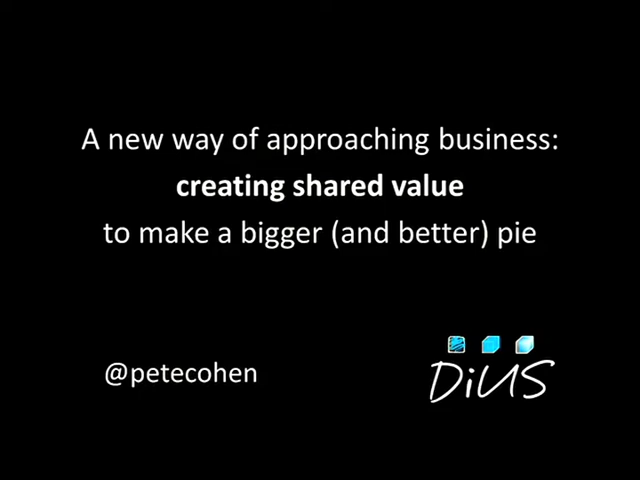 A new way of approaching business:
creating shared value
to make a bigger (and better) pie
@petecohen
DiUS